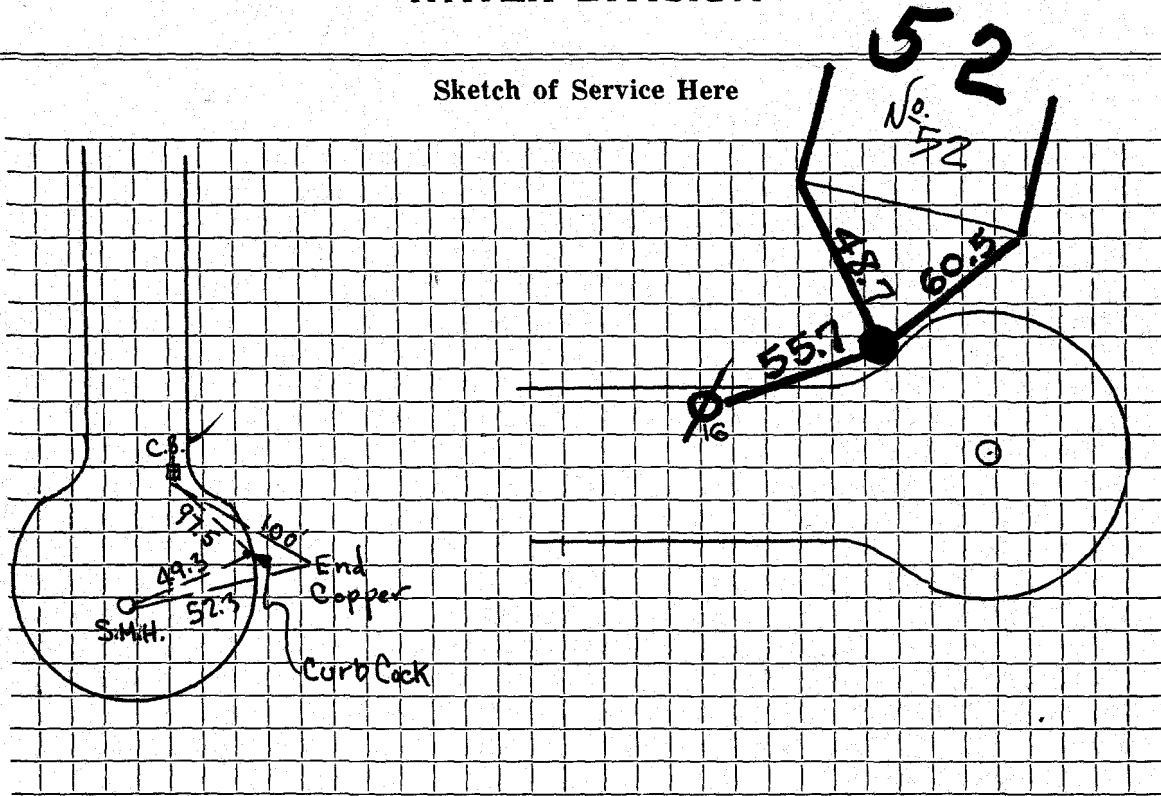 52
Sketch of Service Here
No.
52
48.7
60.5
55.7
16
C.B.
97.5
100'
49.3
52.3
End
Copper
S.M.H.
Curb Cock